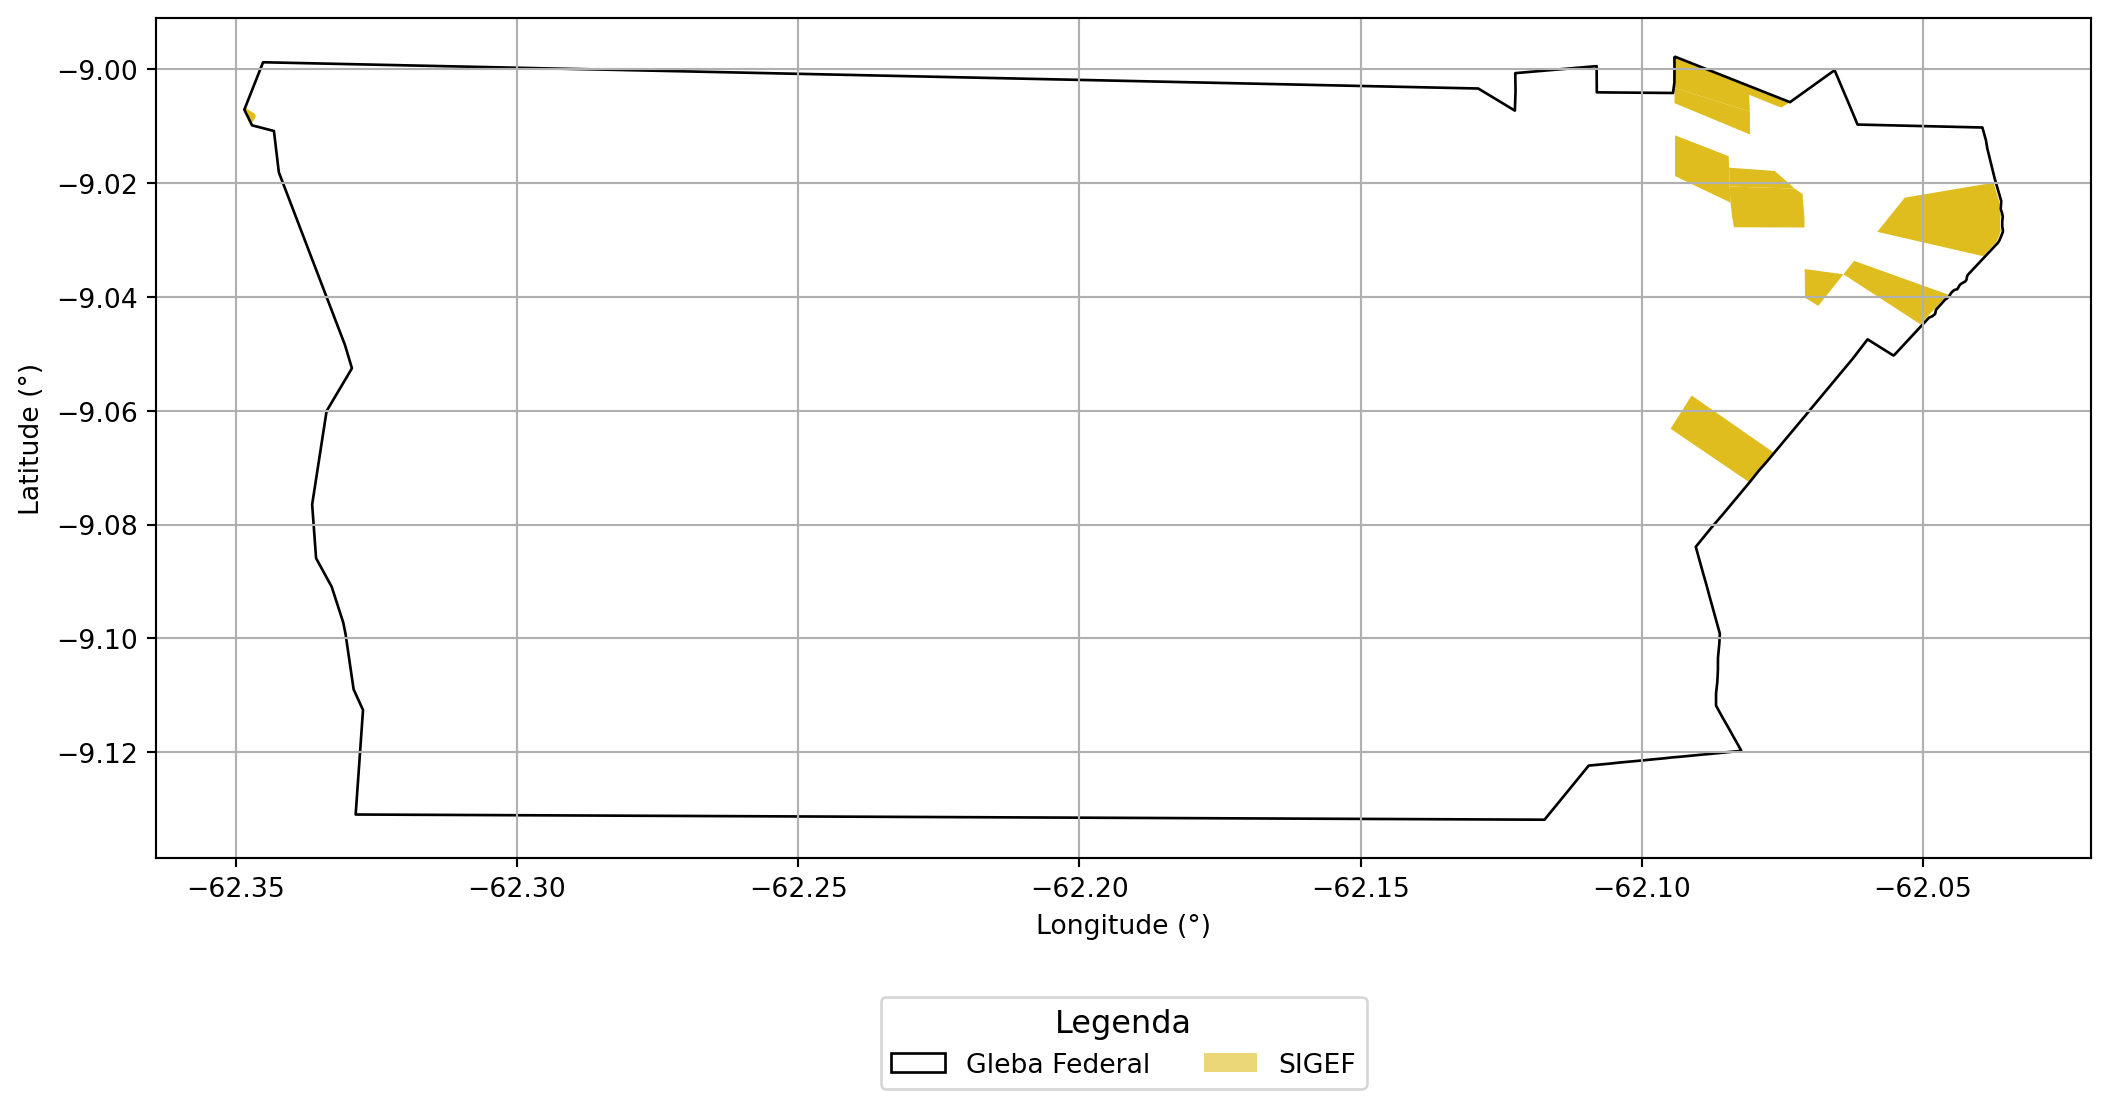 −9.00
−9.02
−9.04
−9.06
−9.08
−9.10
−9.12
Latitude (°)
−62.35 −62.30 −62.25 −62.20 −62.15 −62.10 −62.05
Longitude (°)
Legenda
Gleba Federal SIGEF